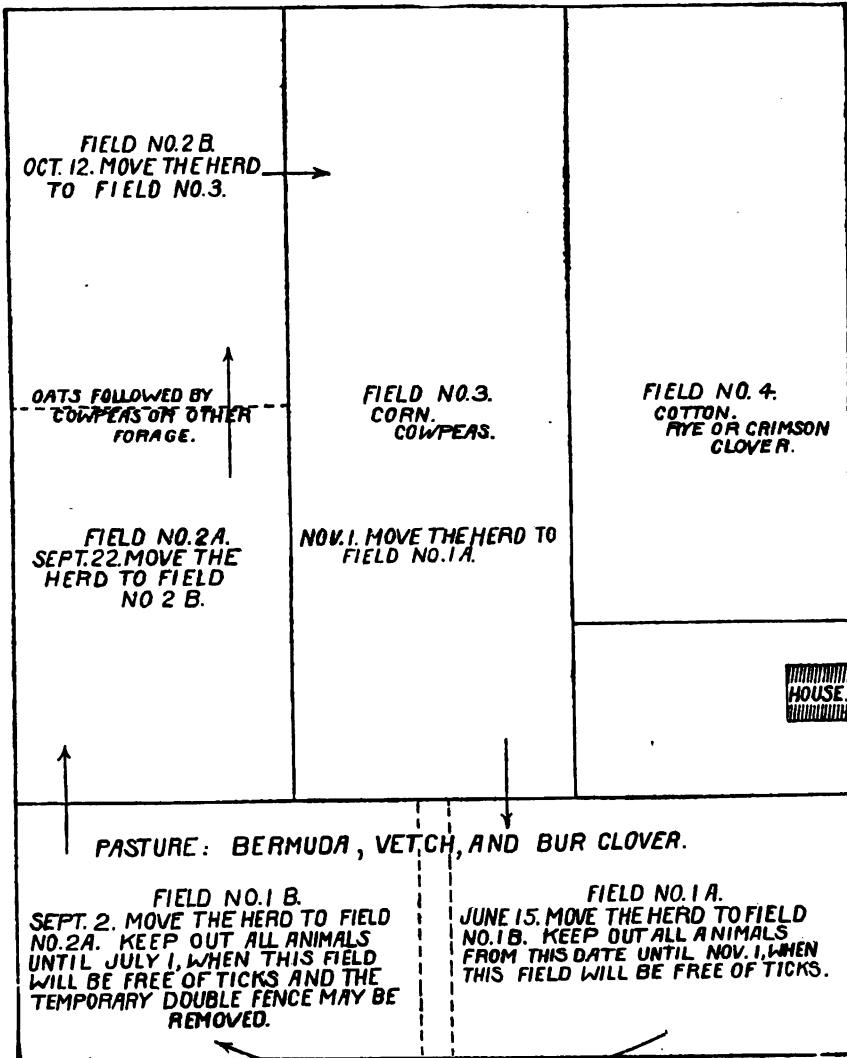 FIELD NO. 2 B.
OCT. 12. MOVE THE HERD
TO FIELD NO. 3.
OATS FOLLOWED BY
COWPEAS OR OTHER
FORAGE.
FIELD NO. 2A.
SEPT. 22. MOVE THE
HERD TO FIELD
NO 2 B.
FIELD NO. 3.
CORN.
COWPEAS.
NOV. 1. MOVE THE HERD TO
FIELD NO. 1A.
FIELD NO. 4.
COTTON.
RYE OR CRIMSON
CLOVER.
HOUSE.
PASTURE: BERMUDA, VETCH, AND BUR CLOVER.
FIELD NO. 1 B.
SEPT. 2. MOVE THE HERD TO FIELD
NO. 2A. KEEP OUT ALL ANIMALS
UNTIL JULY 1, WHEN THIS FIELD
WILL BE FREE OF TICKS AND THE
TEMPORARY DOUBLE FENCE MAY BE
REMOVED.
FIELD NO. 1 A.
JUNE 15. MOVE THE HERD TO FIELD
NO. 1B. KEEP OUT ALL ANIMALS
FROM THIS DATE UNTIL NOV. 1, WHEN
THIS FIELD WILL BE FREE OF TICKS.